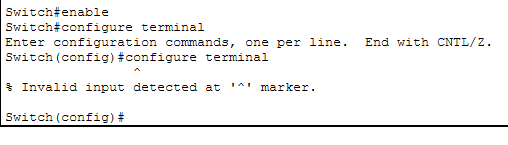 Switch#enable
Switch#configure terminal
Enter configuration commands, one per line.  End with CNTL/Z.
Switch(config)#configure terminal
                 ^
% Invalid input detected at '^' marker.
Switch(config)#